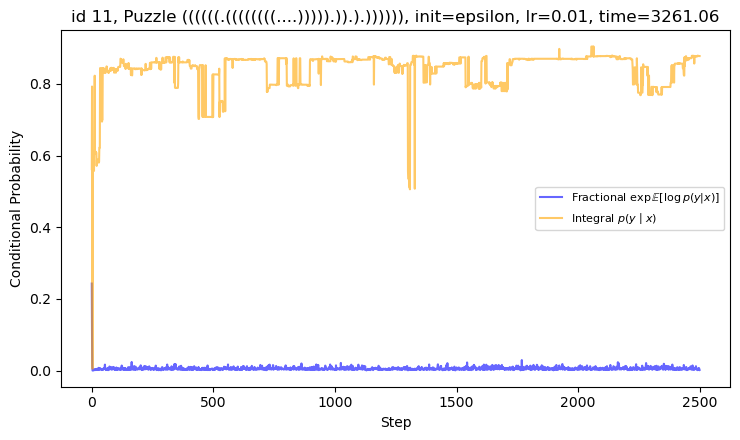 id 11, Puzzle ((((((.((((((((....))))).)).).)))))), init=epsilon, lr=0.01, time=3261.06
Conditional Probability
0.8
0.6
0.4
0.2
0.0
Fractional exp𝔼[log p(y|x)]
Integral p(y | x)
0
500
1000
1500
2000
2500
Step